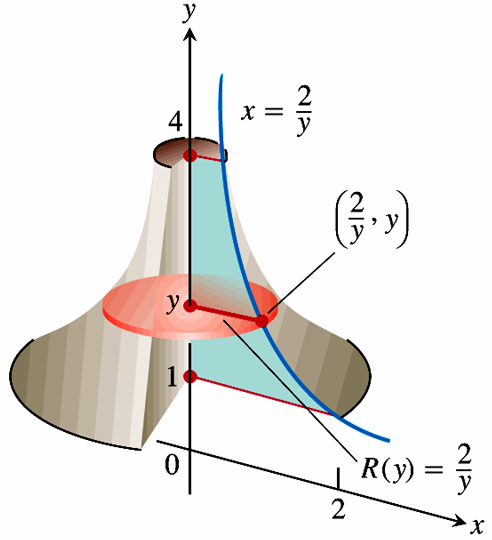 y
4
x = 2/y
(2/y, y)
y
1
0
R(y) = 2/y
2
x